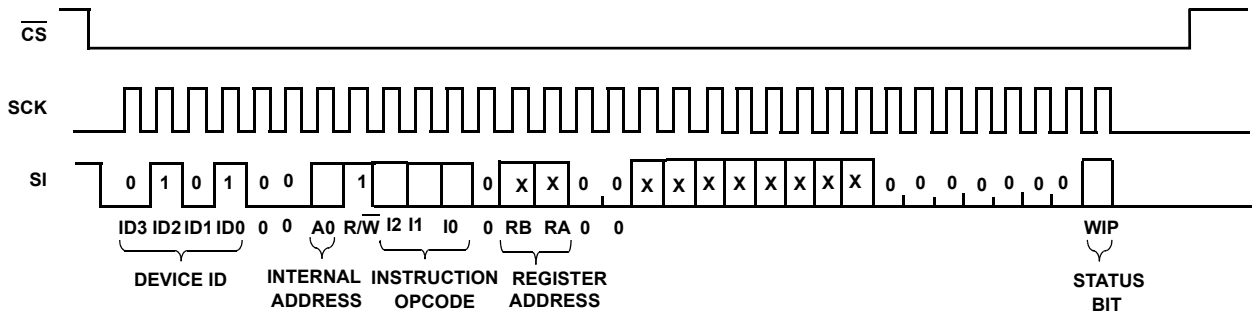 CS
SCK
SI
0 1 0 1 0 0 1 0 X X 0 0 X X X X X X X X 0 0 0 0 0 0 0
ID3 ID2 ID1 ID0 0 0 A0 R/W I2 I1 I0 0 RB RA 0 0 WIP
DEVICE ID
INTERNAL ADDRESS
INSTRUCTION OPCODE
REGISTER ADDRESS
STATUS BIT